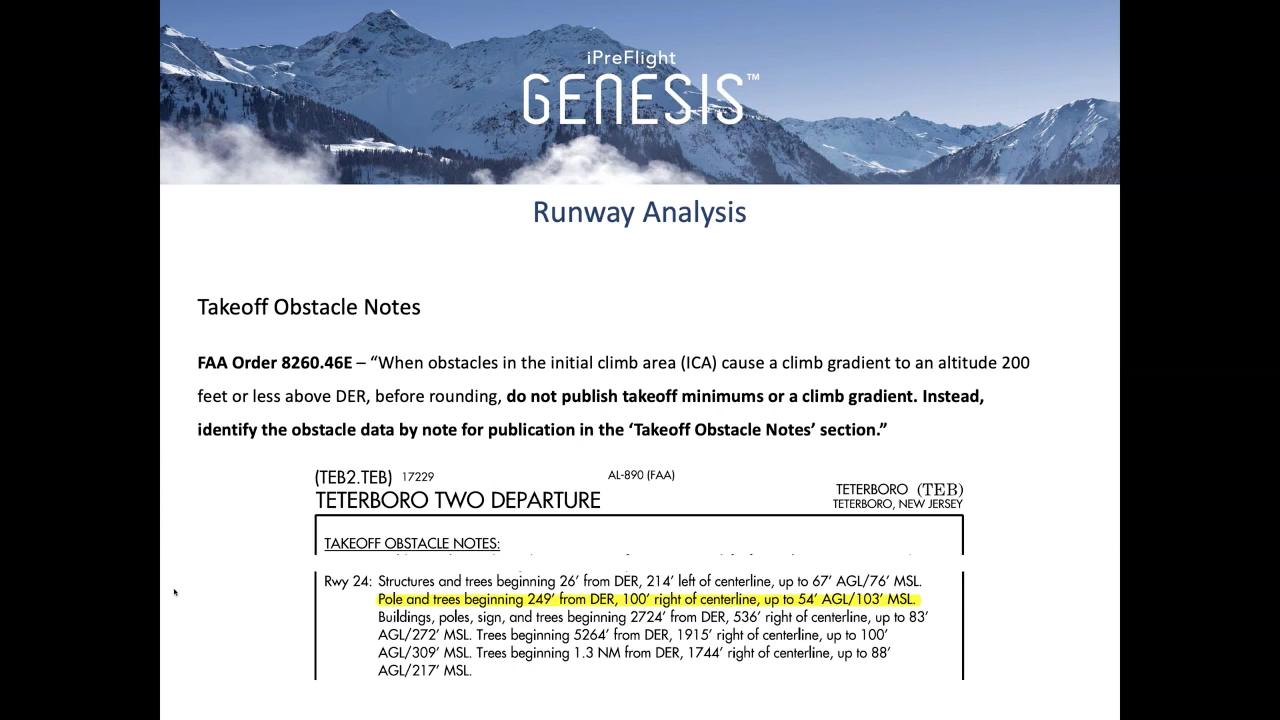 iPreFlight
GENESIS™
Runway Analysis
Takeoff Obstacle Notes
FAA Order 8260.46E – “When obstacles in the initial climb area (ICA) cause a climb gradient to an altitude 200
feet or less above DER, before rounding, do not publish takeoff minimums or a climb gradient. Instead,
identify the obstacle data by note for publication in the ‘Takeoff Obstacle Notes’ section.”
(TEB2.TEB) 17229 AL-890 (FAA)
TETERBORO (TEB)
TETERBORO TWO DEPARTURE TETERBORO, NEW JERSEY
TAKEOFF OBSTACLE NOTES:
Rwy 24: Structures and trees beginning 26’ from DER, 214’ left of centerline, up to 67’ AGL/76’ MSL.
Pole and trees beginning 249’ from DER, 100’ right of centerline, up to 54’ AGL/103’ MSL.
Buildings, poles, sign, and trees beginning 2724’ from DER, 536’ right of centerline, up to 83’
AGL/272’ MSL. Trees beginning 5264’ from DER, 1915’ right of centerline, up to 100’
AGL/309’ MSL. Trees beginning 1.3 NM from DER, 1744’ right of centerline, up to 88’
AGL/217’ MSL.